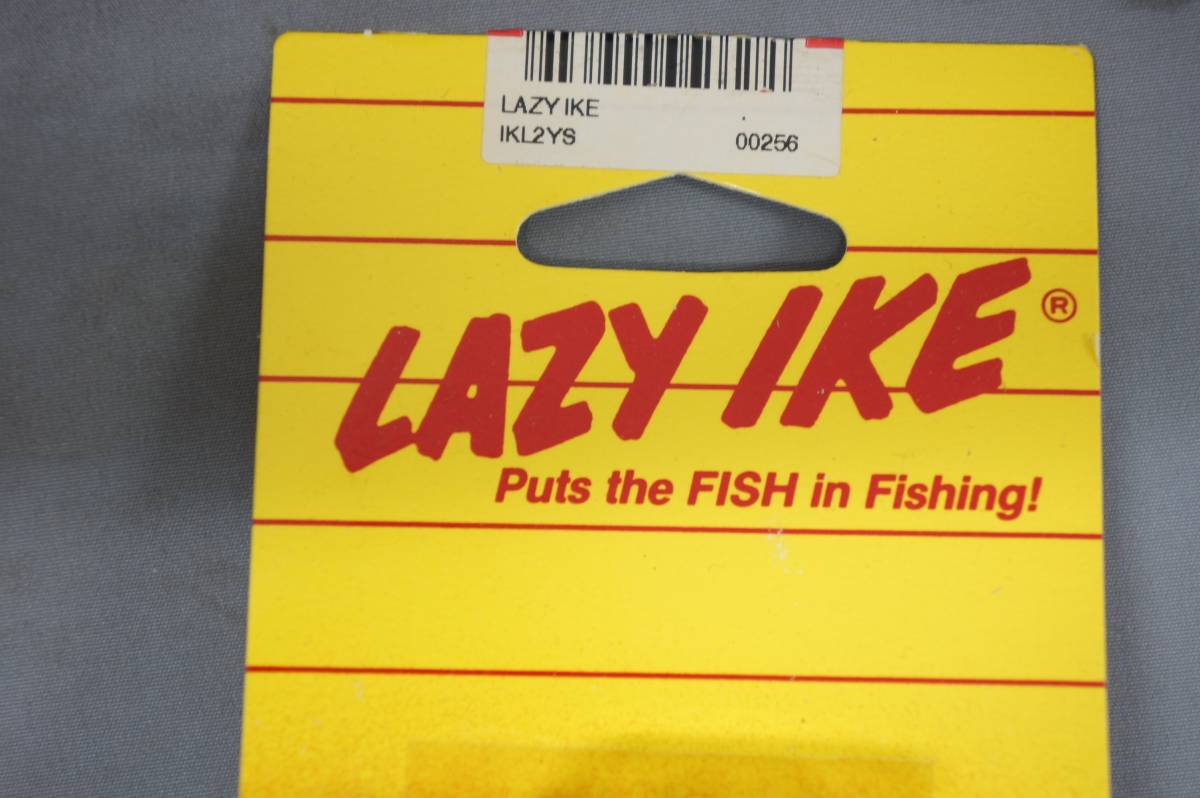 LAZY IKE
IKL2YS 00256
LAZY IKE ®
Puts the FISH in Fishing!